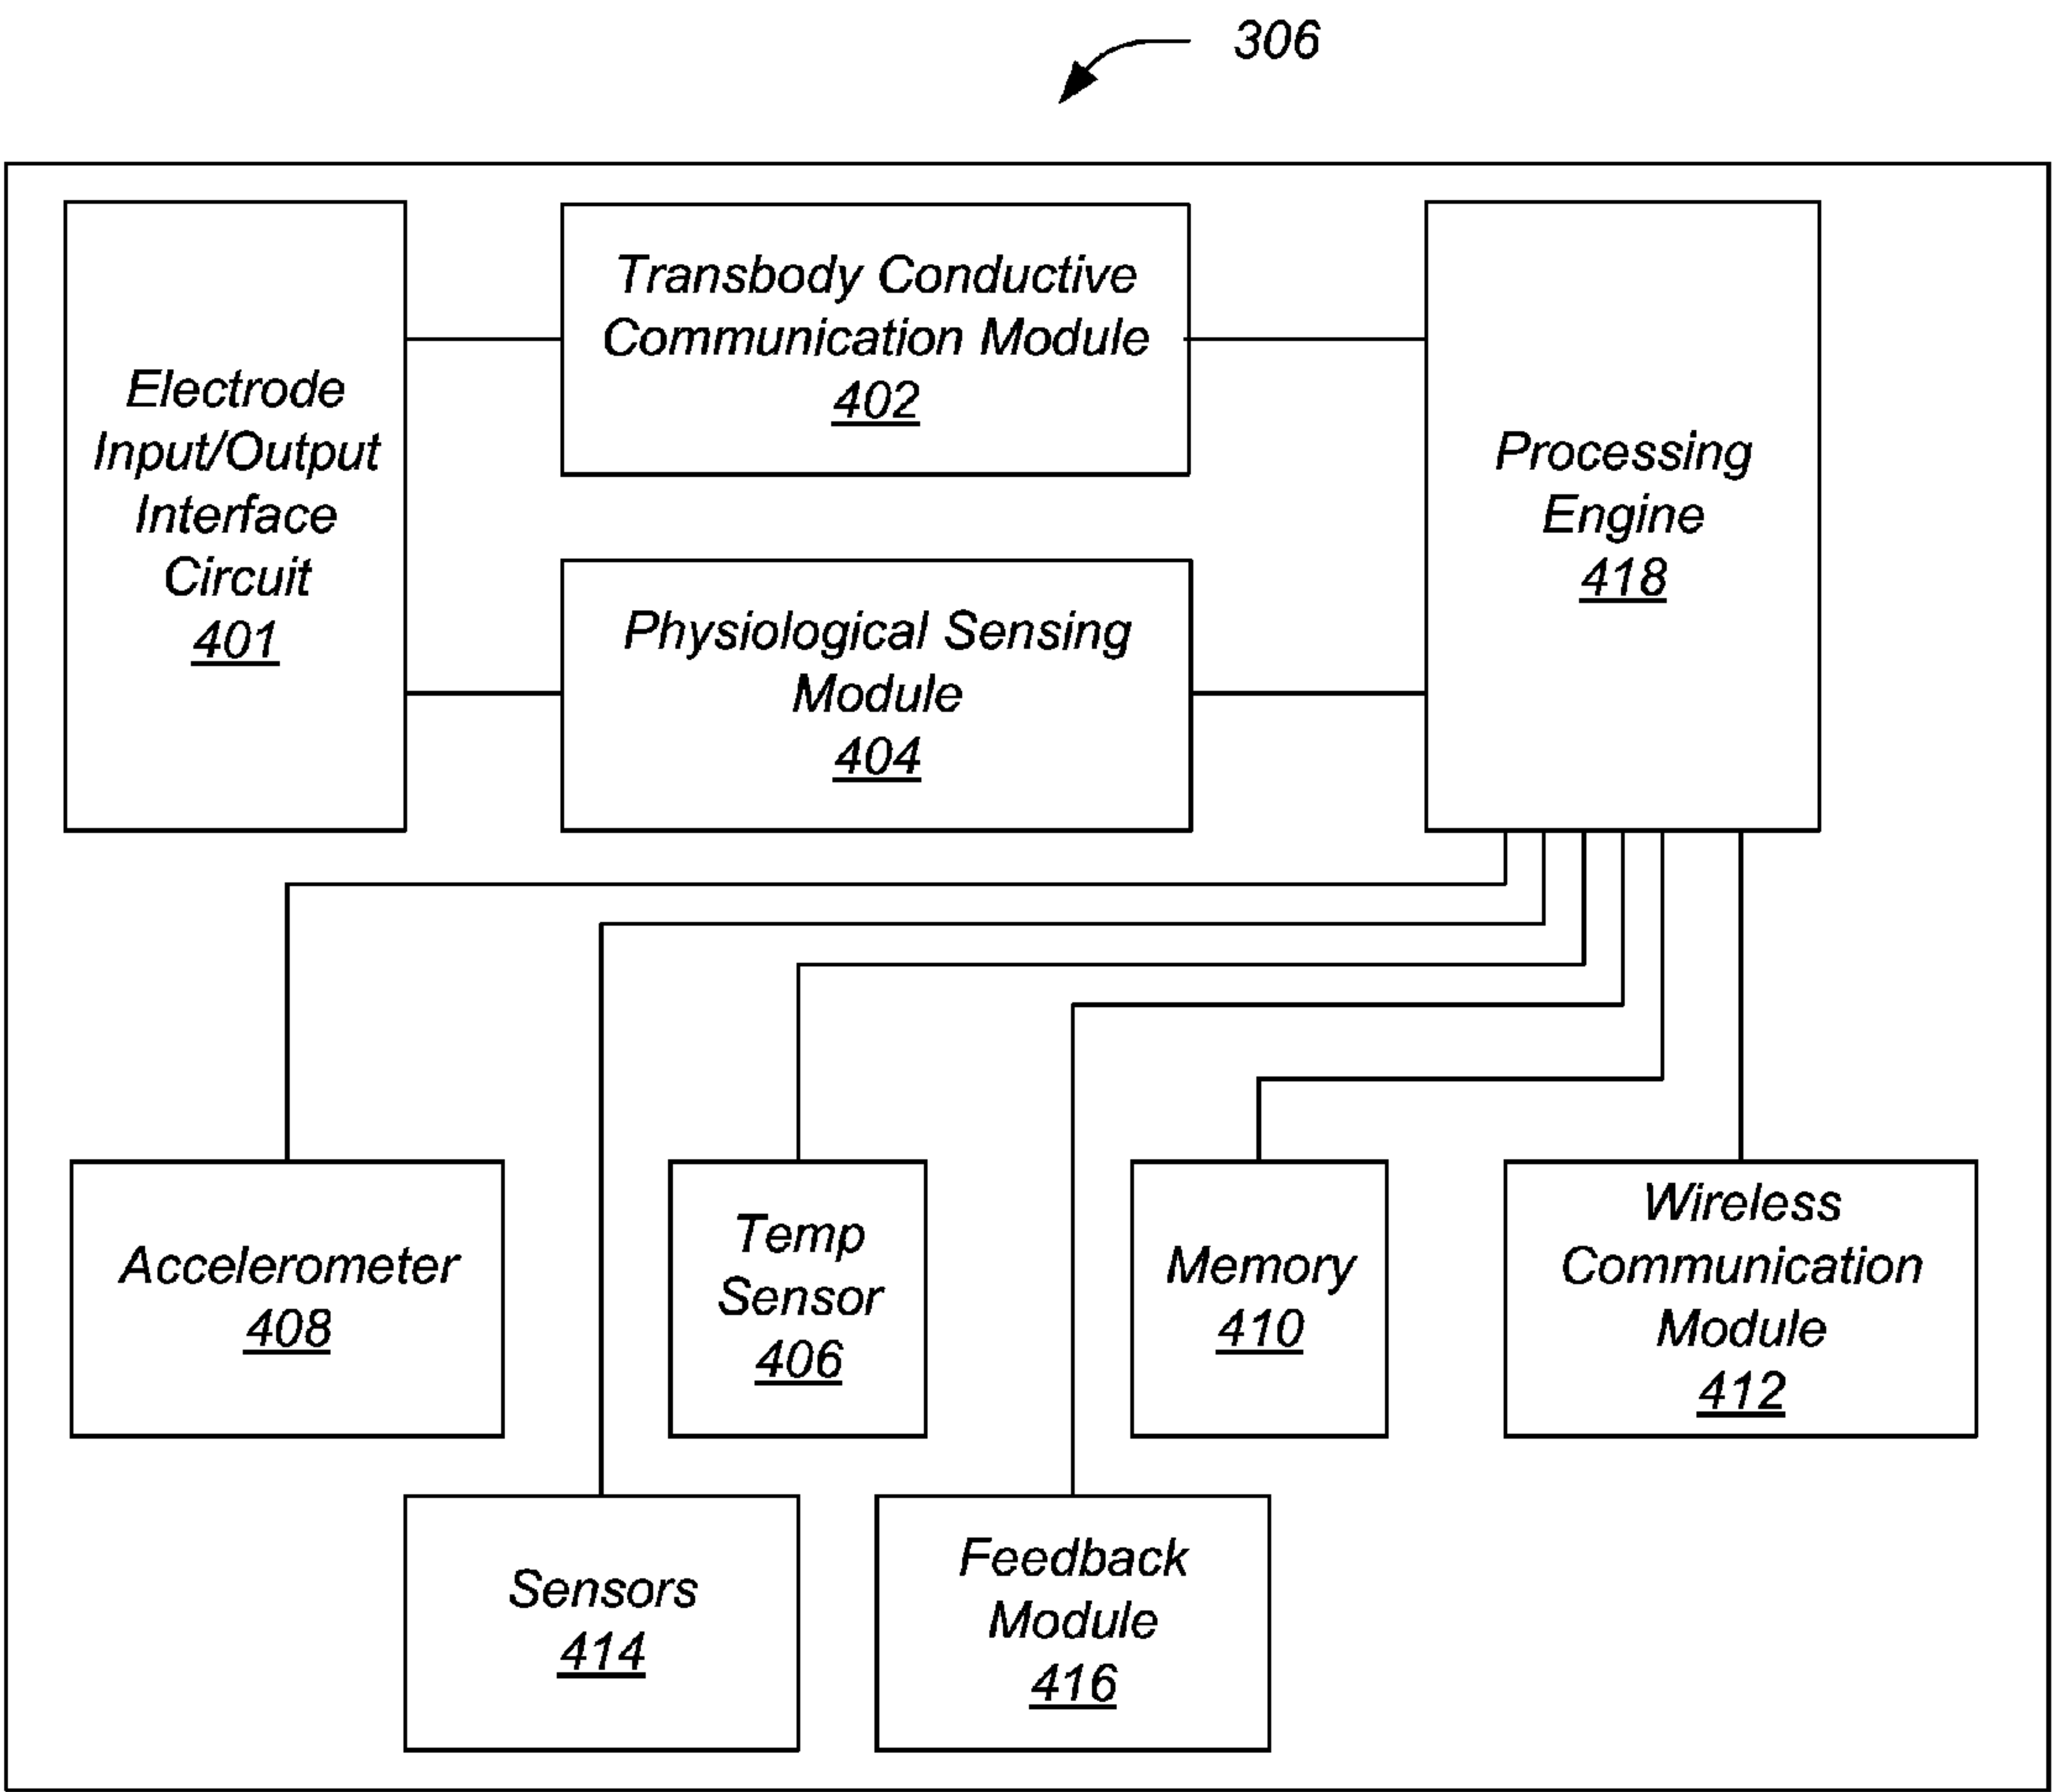 306
Electrode
Input/Output
Interface
Circuit
401
Transbody Conductive
Communication Module
402
Physiological Sensing
Module
404
Processing
Engine
418
Accelerometer
408
Temp
Sensor
406
Memory
410
Wireless
Communication
Module
412
Sensors
414
Feedback
Module
416